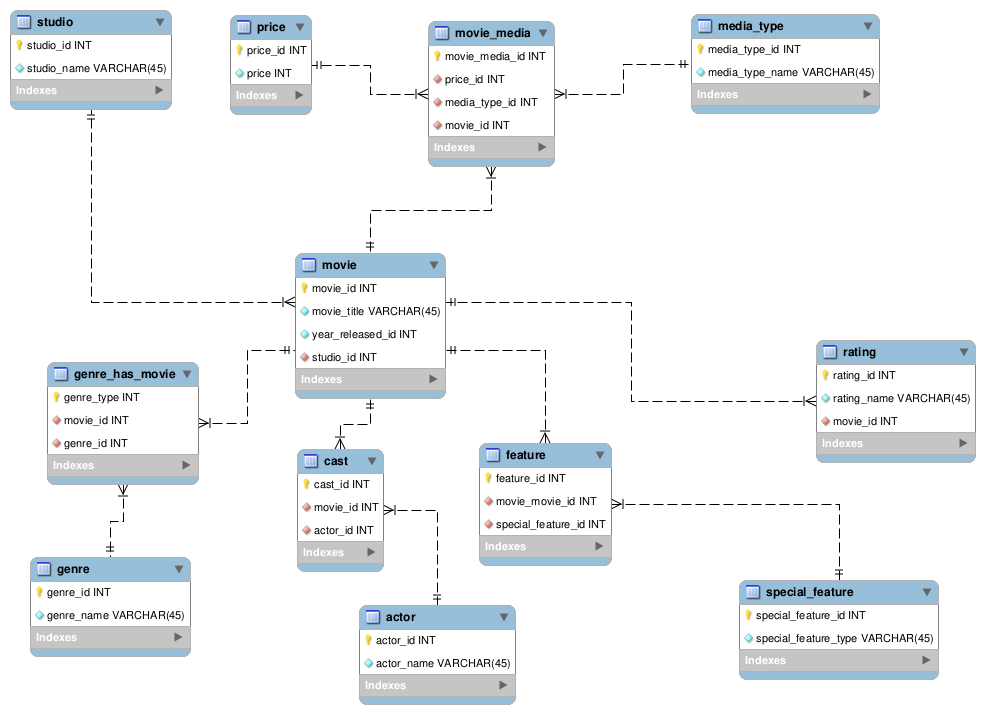 studio
studio_id INT
studio_name VARCHAR(45)
Indexes
price
price_id INT
price INT
Indexes
movie_media
movie_media_id INT
price_id INT
media_type_id INT
movie_id INT
Indexes
media_type
media_type_id INT
media_type_name VARCHAR(45)
Indexes
movie
movie_id INT
movie_title VARCHAR(45)
year_released_id INT
studio_id INT
Indexes
rating
rating_id INT
rating_name VARCHAR(45)
movie_id INT
Indexes
genre_has_movie
genre_type INT
movie_id INT
genre_id INT
Indexes
cast
cast_id INT
movie_id INT
actor_id INT
Indexes
feature
feature_id INT
movie_movie_id INT
special_feature_id INT
Indexes
genre
genre_id INT
genre_name VARCHAR(45)
Indexes
actor
actor_id INT
actor_name VARCHAR(45)
Indexes
special_feature
special_feature_id INT
special_feature_type VARCHAR(45)
Indexes